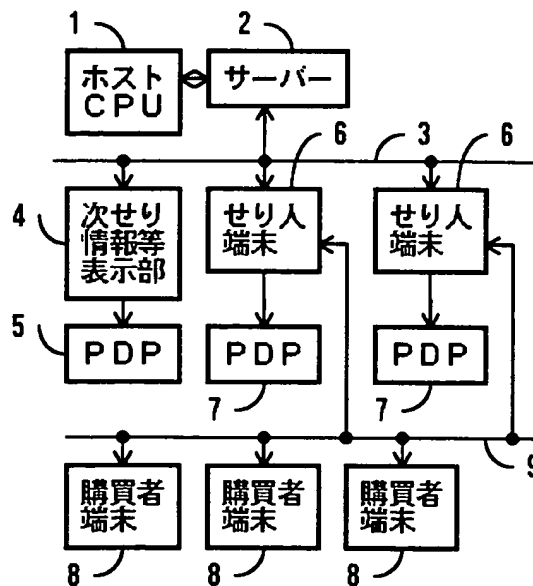 1
2
ホスト
CPU
サーバー
6
6
3
4
次せり
情報等
表示部
せり人
端末
せり人
端末
5
PDP
PDP
PDP
7
7
9
購買者
端末
購買者
端末
購買者
端末
8
8
8